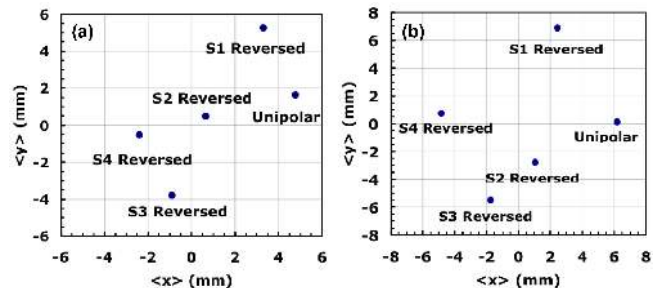 (a)
6
4
2
0
-2
-4
-6
<y> (mm)
S1 Reversed
S2 Reversed
Unipolar
S4 Reversed
S3 Reversed
-6 -4 -2 0 2 4 6
<x> (mm)
(b)
8
6
4
2
0
-2
-4
-6
-8
<y> (mm)
S1 Reversed
S4 Reversed
Unipolar
S2 Reversed
S3 Reversed
-8 -6 -4 -2 0 2 4 6 8
<x> (mm)